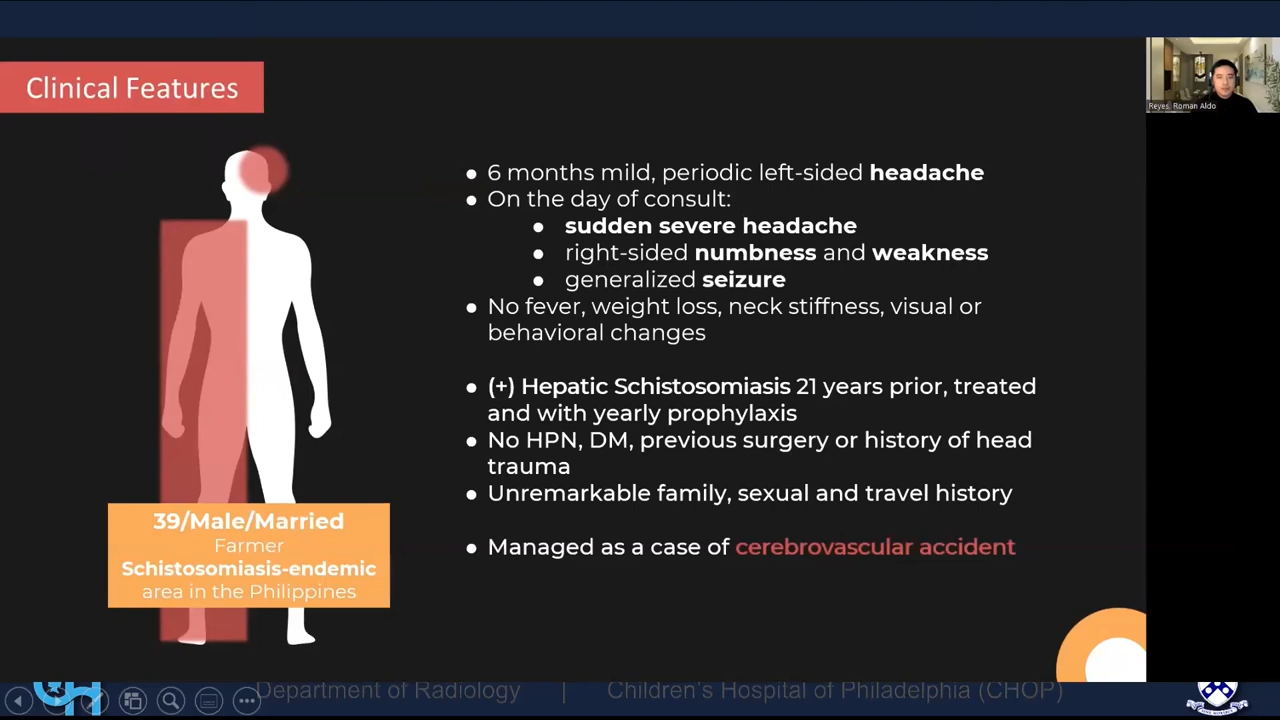 Clinical Features
Reyes, Roman Aldo
6 months mild, periodic left-sided headache
On the day of consult:
sudden severe headache
right-sided numbness and weakness
generalized seizure
No fever, weight loss, neck stiffness, visual or
behavioral changes
(+) Hepatic Schistosomiasis 21 years prior, treated
and with yearly prophylaxis
No HPN, DM, previous surgery or history of head
trauma
Unremarkable family, sexual and travel history
Managed as a case of cerebrovascular accident
39/Male/Married
Farmer
Schistosomiasis-endemic
area in the Philippines
Department of Radiology | Children's Hospital of Philadelphia (CHOP)